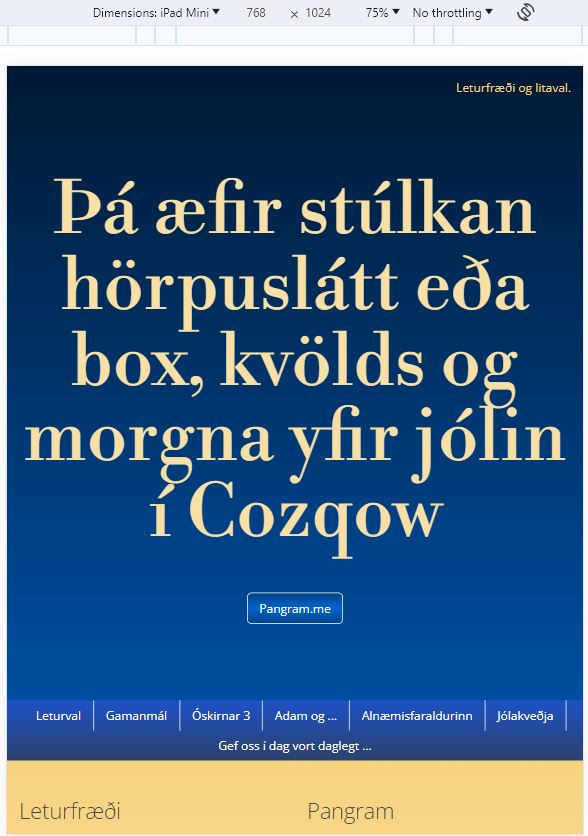 Dimensions: iPad Mini 768 × 1024 75% No throttling
Leturfræði og litaval.
Þá æfir stúlkan
hörpuslátt eða
box, kvölds og
morgna yfir jólin
í Cozqow
Pangram.me
Leturval Gamanmál Óskirnar 3 Adam og ... Alnæmisfaraldurinn Jólakveðja
Gef oss í dag vort daglegt ...
Leturfræði Pangram